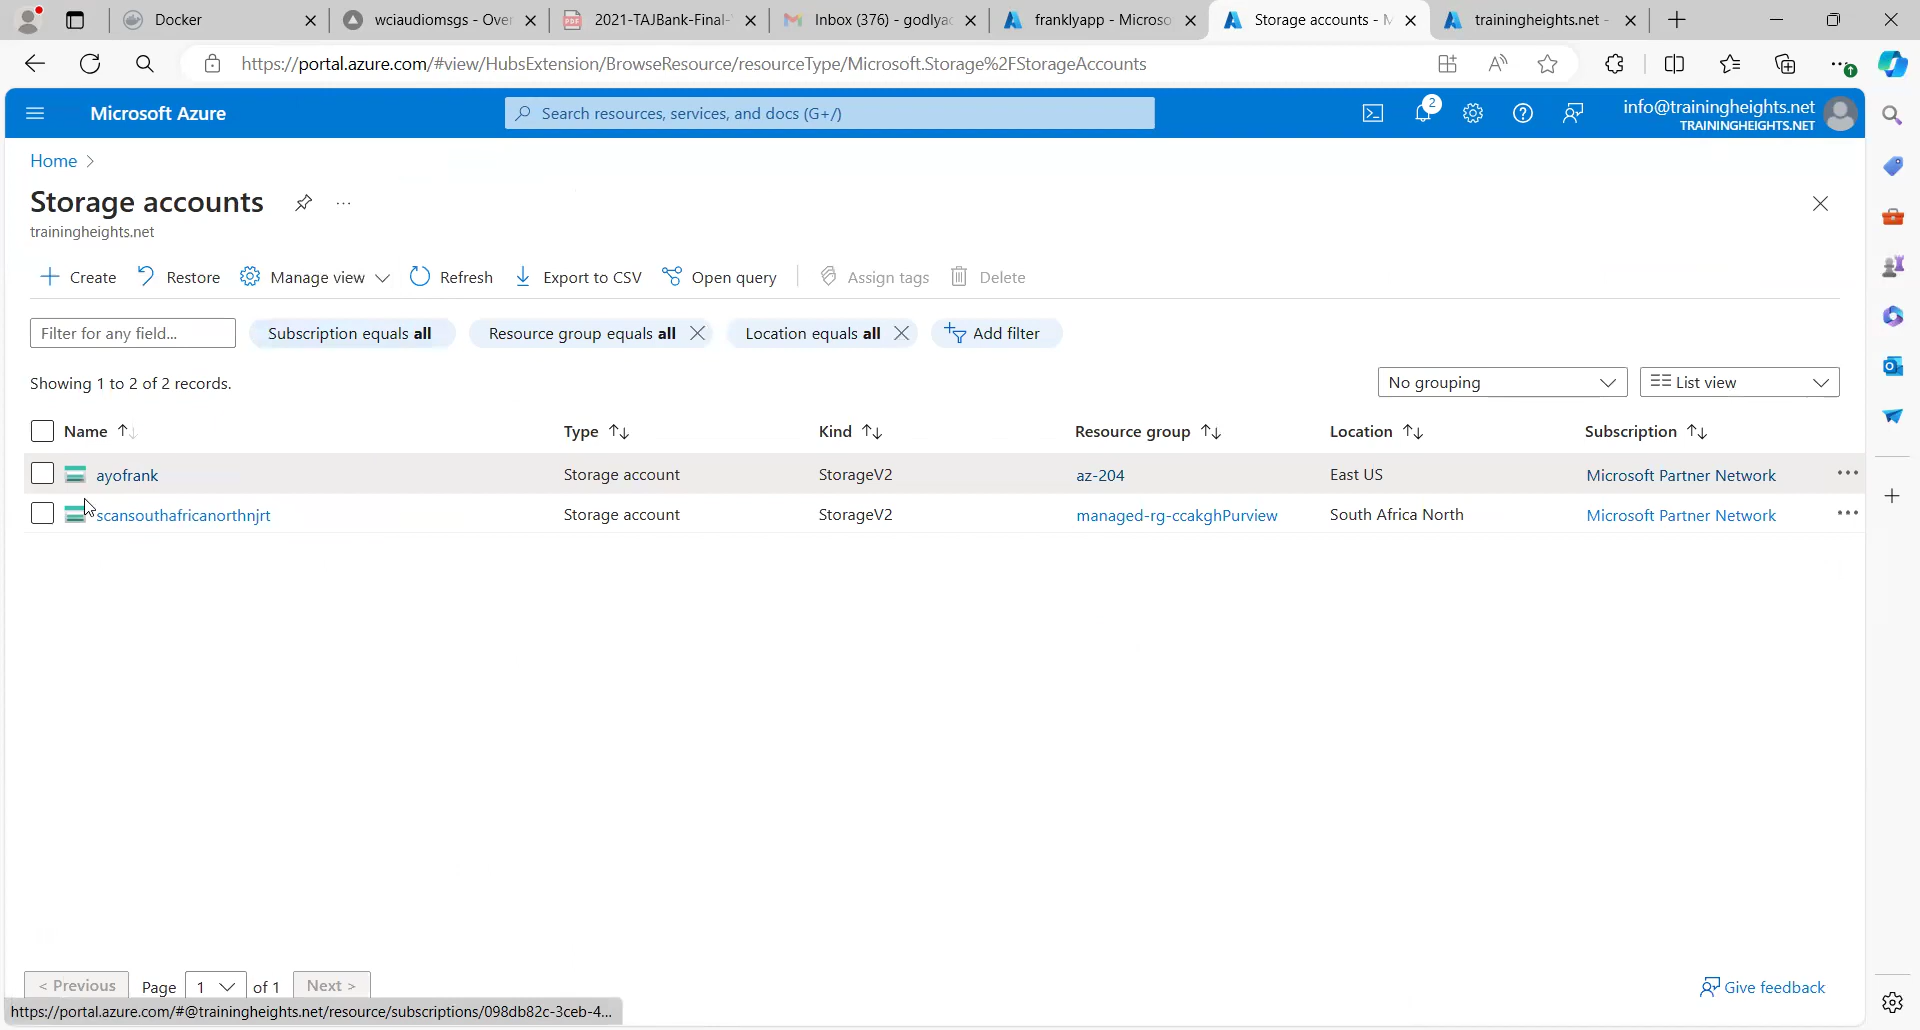 Docker
wciaudiomsgs - Over
2021-TAJBank-Final-
Inbox (376) - godlyac
franklyapp - Microso
Storage accounts - M
trainingheights.net -
https://portal.azure.com/#view/HubsExtension/BrowseResource/resourceType/Microsoft.Storage%2FStorageAccounts
Microsoft Azure
Search resources, services, and docs (G+/)
2
info@trainingheights.net
TRAININGHEIGHTS.NET
Home >
Storage accounts
trainingheights.net
Create Restore Manage view Refresh Export to CSV Open query Assign tags Delete
Filter for any field... Subscription equals all Resource group equals all Location equals all Add filter
Showing 1 to 2 of 2 records. No grouping List view
Name Type Kind Resource group Location Subscription
ayofrank Storage account StorageV2 az-204 East US Microsoft Partner Network
scansouthafricanorthnjrt Storage account StorageV2 managed-rg-ccakghPurview South Africa North Microsoft Partner Network
< Previous Page 1 of 1 Next > Give feedback
https://portal.azure.com/#@trainingheights.net/resource/subscriptions/098db82c-3ceb-4...